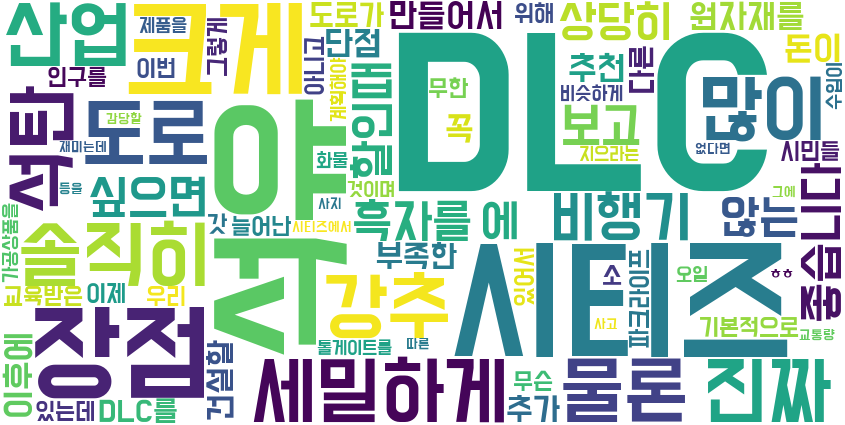 산업
크게
제품을
이번
인구를
그렇게
도로가
단점
아니고
만들어서
위해
상당히
원자재를
돈이
추천
비슷하게
다른
수입이
계획해야
할인때
무한
꼭
DLC
많이
보고
지으라는
없다면
시민들
석탄
감당할
재미는데
도로
등을
싶으면
야
화물
것이며
사지
그에
가공상품을
갓
늘어난
시티즈에서
흑자를
에
비행기
않는
좋습니다
솔직히
서
부족한
시티즈
소
파크라이프
오일
ㅎㅎ
교육받은
이제
우리
강추
있어서
사고
기본적으로
교통량
이후에
장점
건설할
톨게이트를
따른
있는데
DLC를
세밀하게
무슨
추가
물론
진짜